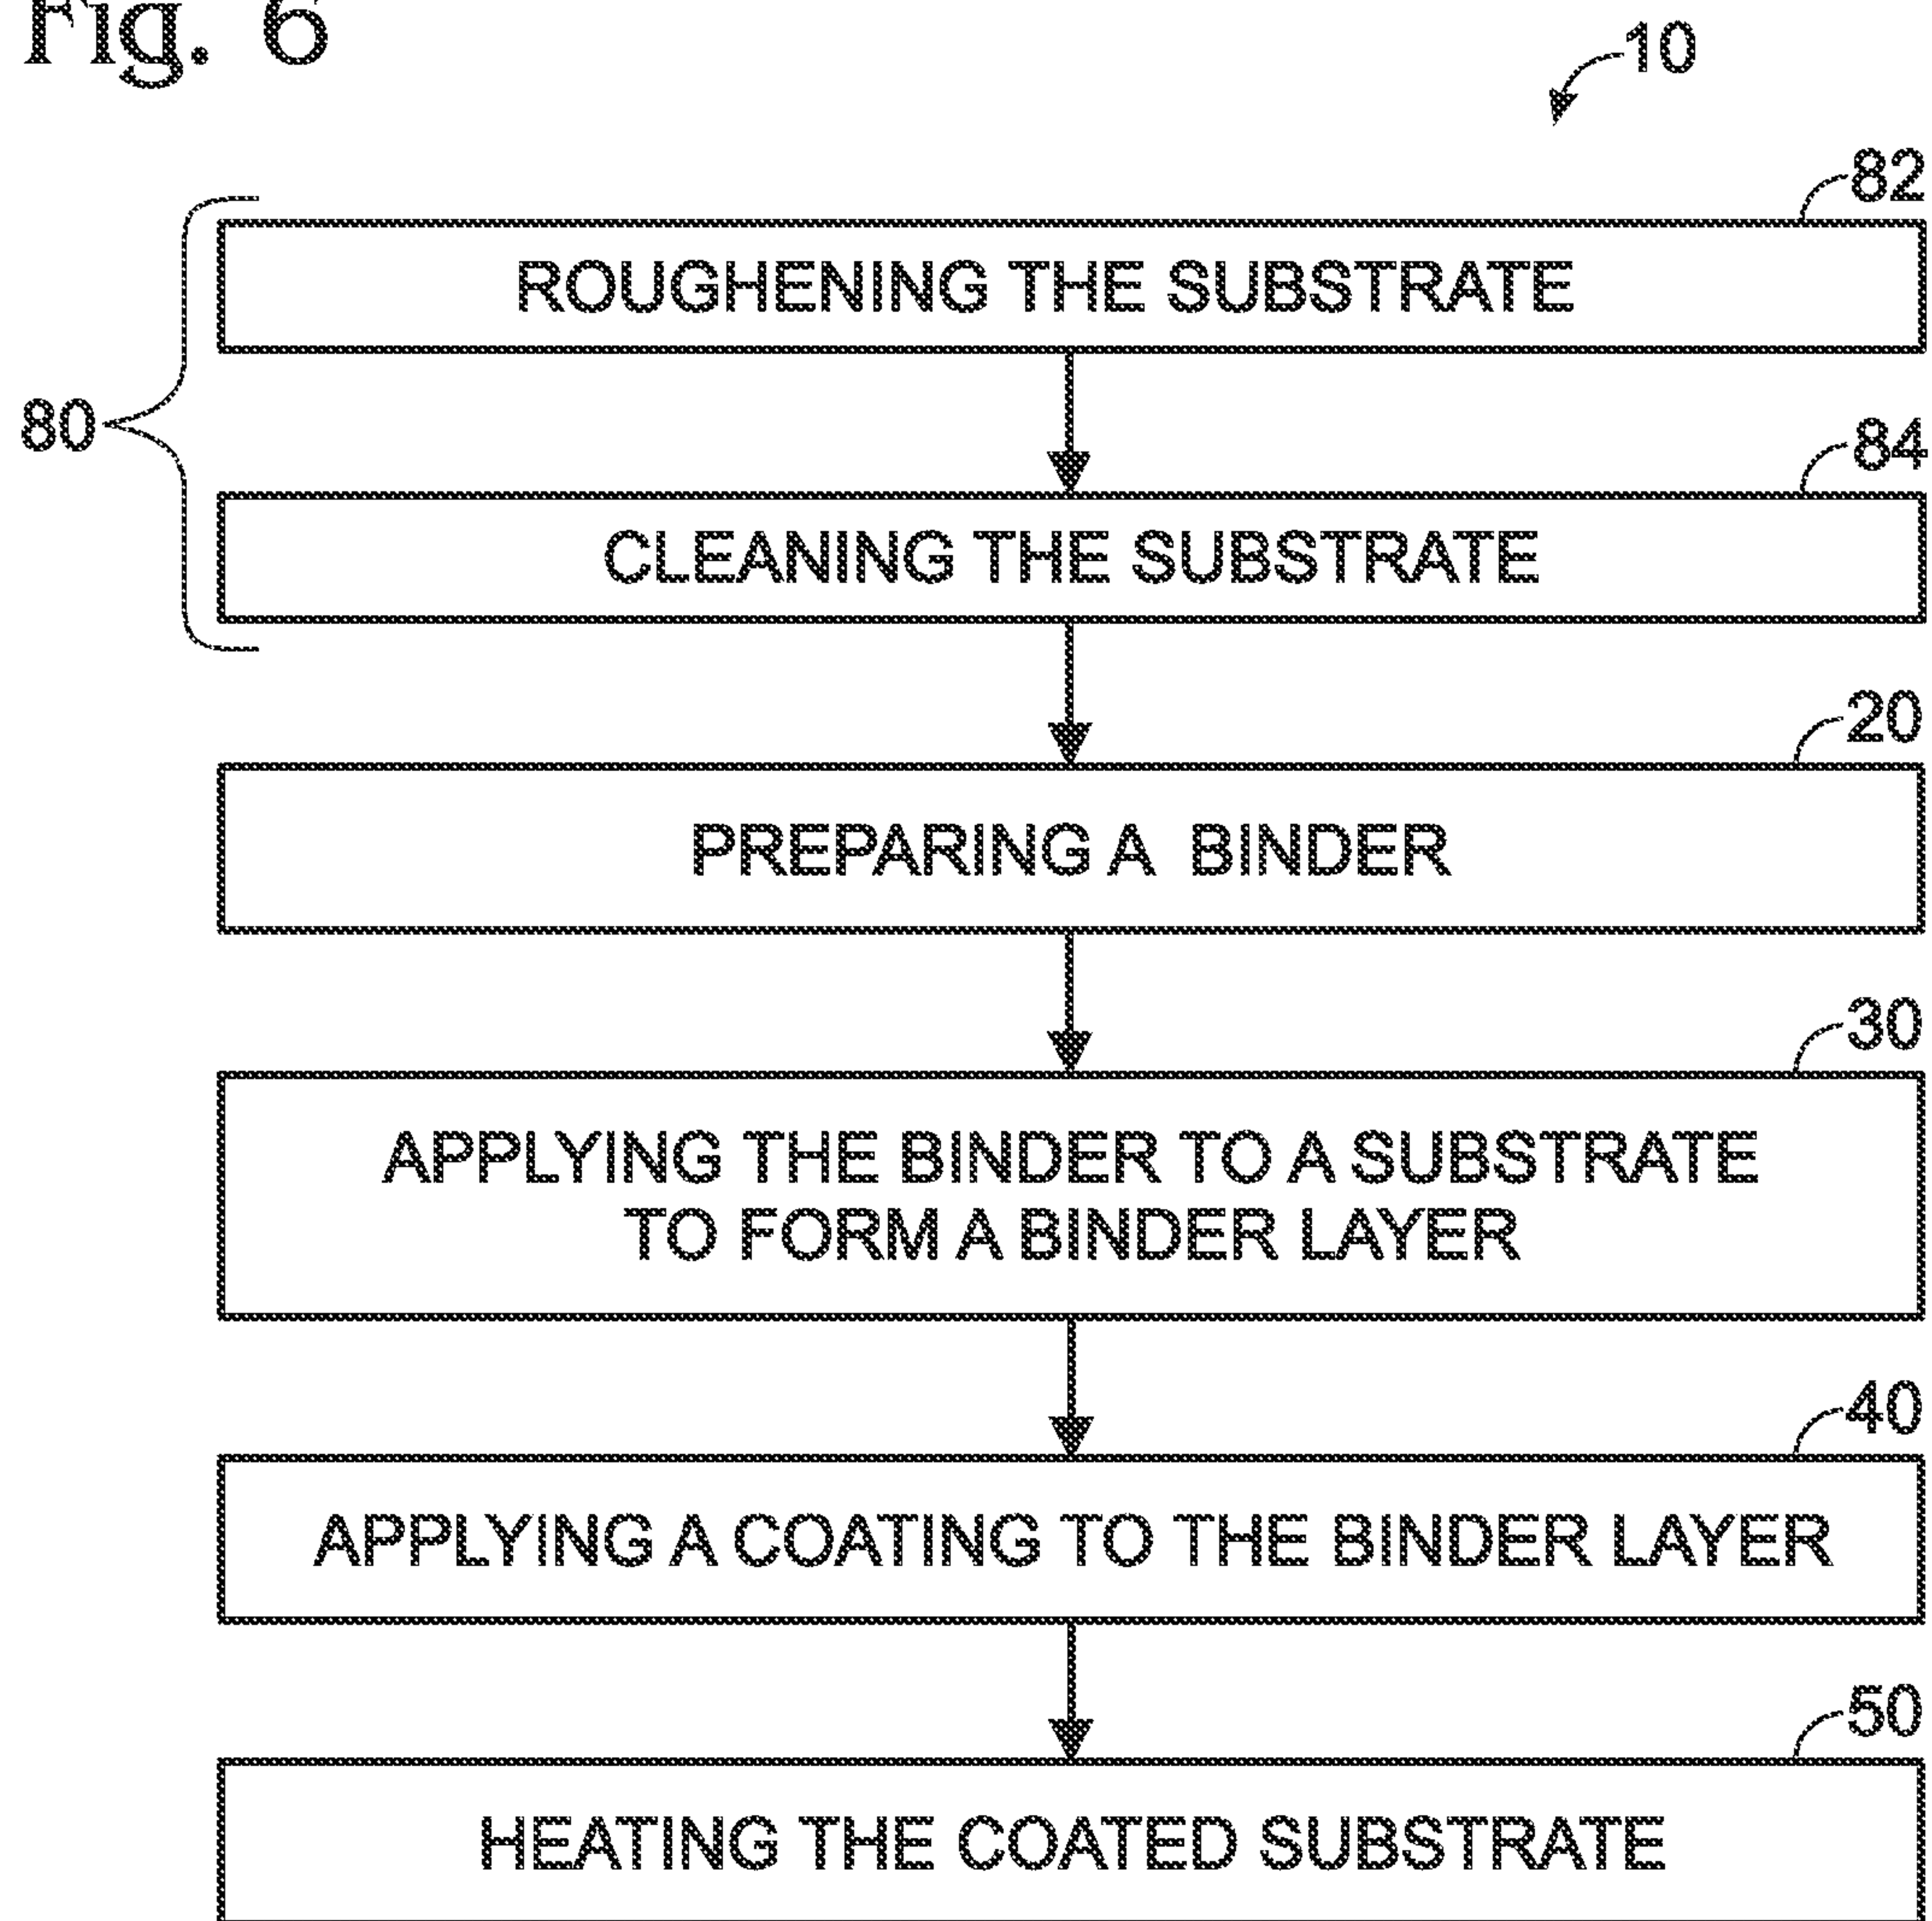 Fig. 6
10
82
ROUGHENING THE SUBSTRATE
80
84
CLEANING THE SUBSTRATE
20
PREPARING A BINDER
30
APPLYING THE BINDER TO A SUBSTRATE
TO FORM A BINDER LAYER
40
APPLYING A COATING TO THE BINDER LAYER
50
HEATING THE COATED SUBSTRATE